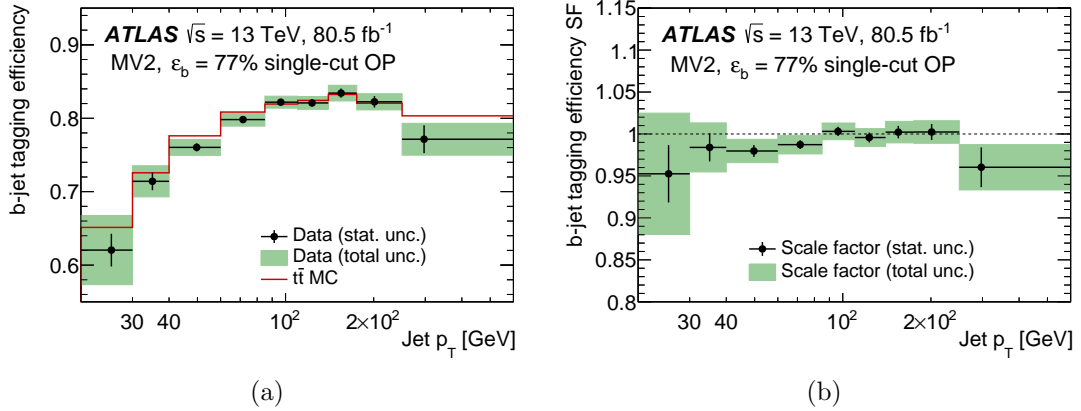 ATLAS √s = 13 TeV, 80.5 fb⁻¹
MV2, ε_b = 77% single-cut OP
b-jet tagging efficiency
0.9
0.8
0.7
0.6
Data (stat. unc.)
Data (total unc.)
tt̄ MC
30 40 10² 2×10²
Jet p_T [GeV]
(a)
ATLAS √s = 13 TeV, 80.5 fb⁻¹
MV2, ε_b = 77% single-cut OP
b-jet tagging efficiency SF
1.15
1.1
1.05
1
0.95
0.9
0.85
0.8
Scale factor (stat. unc.)
Scale factor (total unc.)
30 40 10² 2×10²
Jet p_T [GeV]
(b)